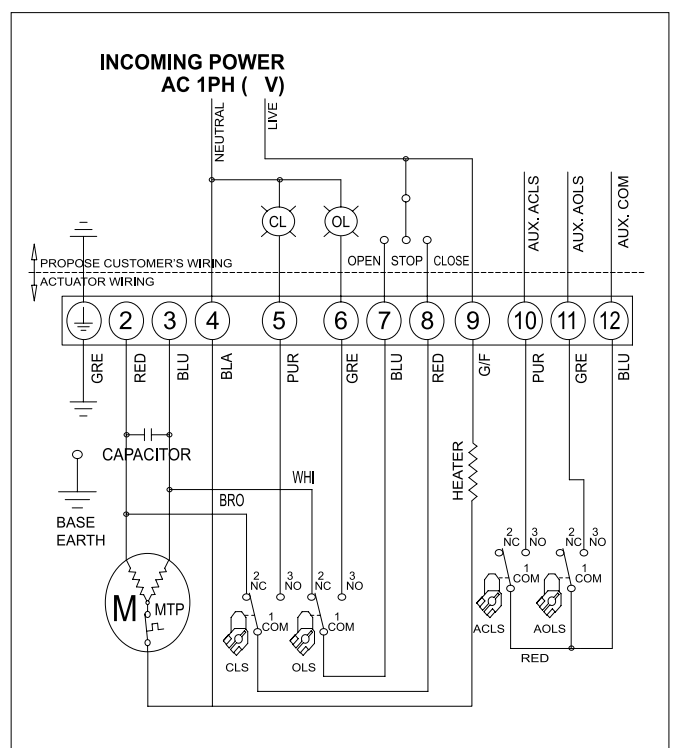 INCOMING POWER
AC 1PH (   V)
NEUTRAL
LIVE
CL
OL
AUX. ACLS
AUX. AOLS
AUX. COM
OPEN STOP CLOSE
PROPOSE CUSTOMER'S WIRING
ACTUATOR WIRING
2 3 4 5 6 7 8 9 10 11 12
GRE RED BLU BLA PUR GRE BLU RED G/F PUR GRE BLU
CAPACITOR
HEATER
WHI
BRO
BASE
EARTH
M
MTP
2 NC
3 NO
1 COM
CLS
2 NC
3 NO
1 COM
OLS
2 NC
3 NO
1 COM
ACLS
2 NC
3 NO
1 COM
AOLS
RED